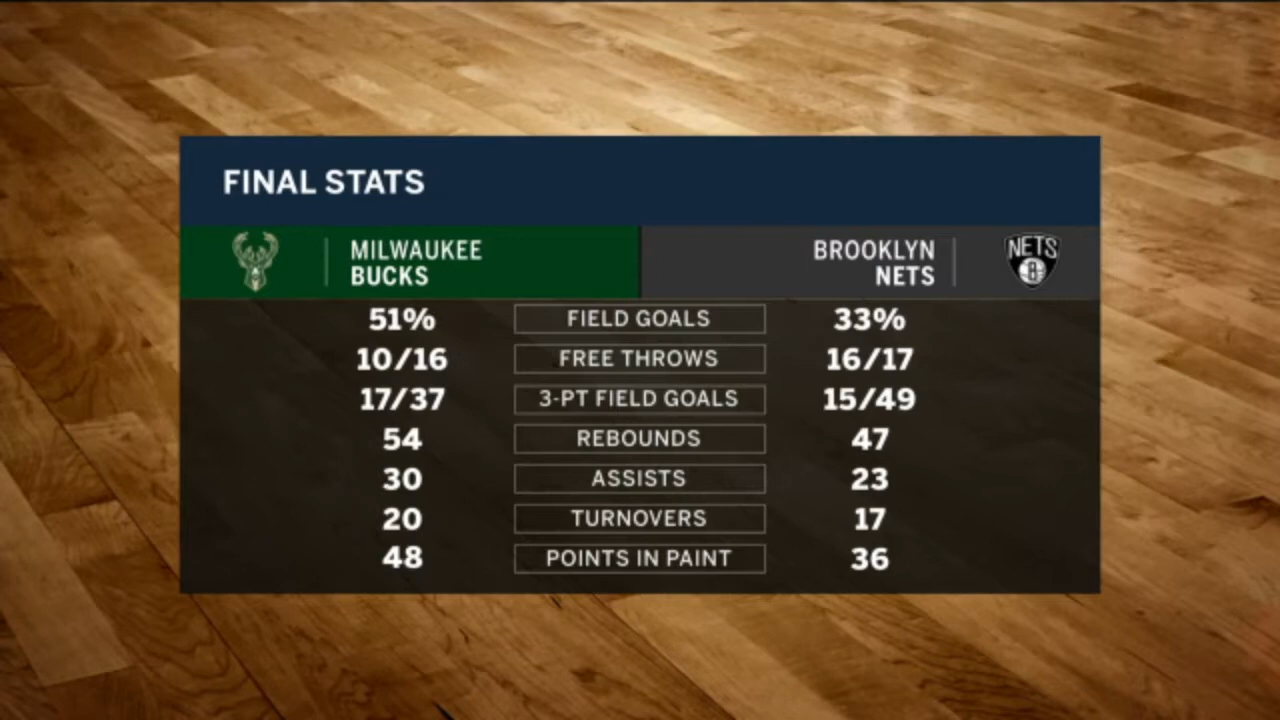 FINAL STATS
MILWAUKEE
BUCKS
BROOKLYN
NETS
NETS
B
51% FIELD GOALS 33%
10/16 FREE THROWS 16/17
17/37 3-PT FIELD GOALS 15/49
54 REBOUNDS 47
30 ASSISTS 23
20 TURNOVERS 17
48 POINTS IN PAINT 36